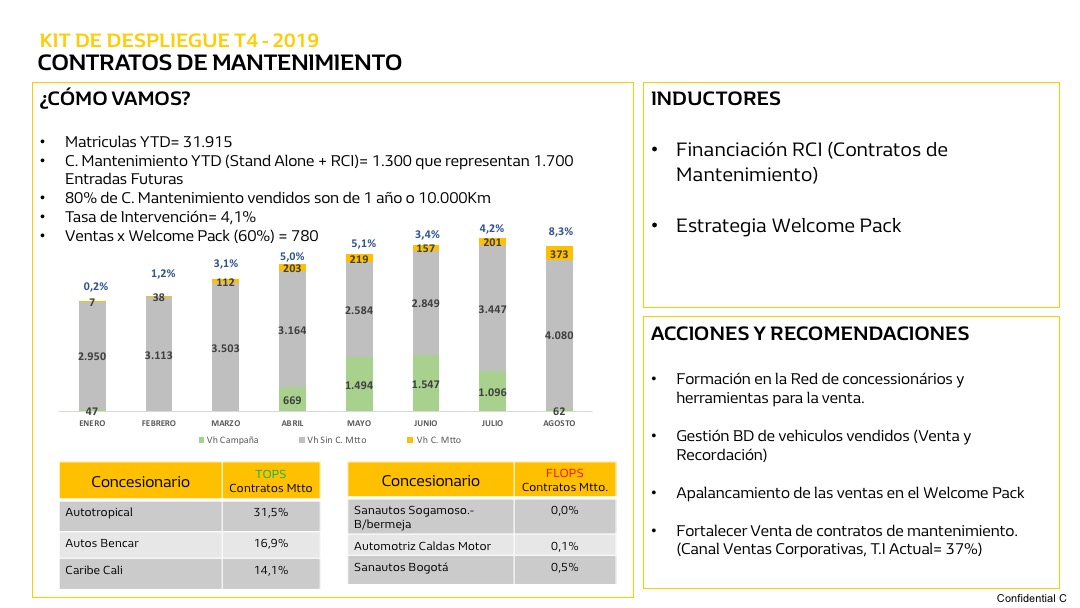 KIT DE DESPLIEGUE T4 - 2019
CONTRATOS DE MANTENIMIENTO
¿CÓMO VAMOS?
• Matriculas YTD= 31.915
• C. Mantenimiento YTD (Stand Alone + RCI)= 1.300 que representan 1.700
Entradas Futuras
• 80% de C. Mantenimiento vendidos son de 1 año o 10.000Km
• Tasa de Intervención= 4,1%
• Ventas x Welcome Pack (60%) = 780
0,2% 1,2% 3,1% 5,0% 5,1% 3,4% 4,2% 8,3%
7 38 112 203 219 157 201 373
2.950 3.113 3.503 3.164 2.584 2.849 3.447 4.080
47 669 1.494 1.547 1.096 62
ENERO FEBRERO MARZO ABRIL MAYO JUNIO JULIO AGOSTO
Vh Campaña Vh Sin C. Mtto Vh C. Mtto
Concesionario TOPS
Contratos Mtto
Autotropical 31,5%
Autos Bencar 16,9%
Caribe Cali 14,1%
Concesionario FLOPS
Contratos Mtto.
Sanautos Sogamoso.- 0,0%
B/bermeja
Automotriz Caldas Motor 0,1%
Sanautos Bogotá 0,5%
INDUCTORES
• Financiación RCI (Contratos de
Mantenimiento)
• Estrategia Welcome Pack
ACCIONES Y RECOMENDACIONES
• Formación en la Red de concessionários y
herramientas para la venta.
• Gestión BD de vehiculos vendidos (Venta y
Recordación)
• Apalancamiento de las ventas en el Welcome Pack
• Fortalecer Venta de contratos de mantenimiento.
(Canal Ventas Corporativas, T.I Actual= 37%)
Confidential C